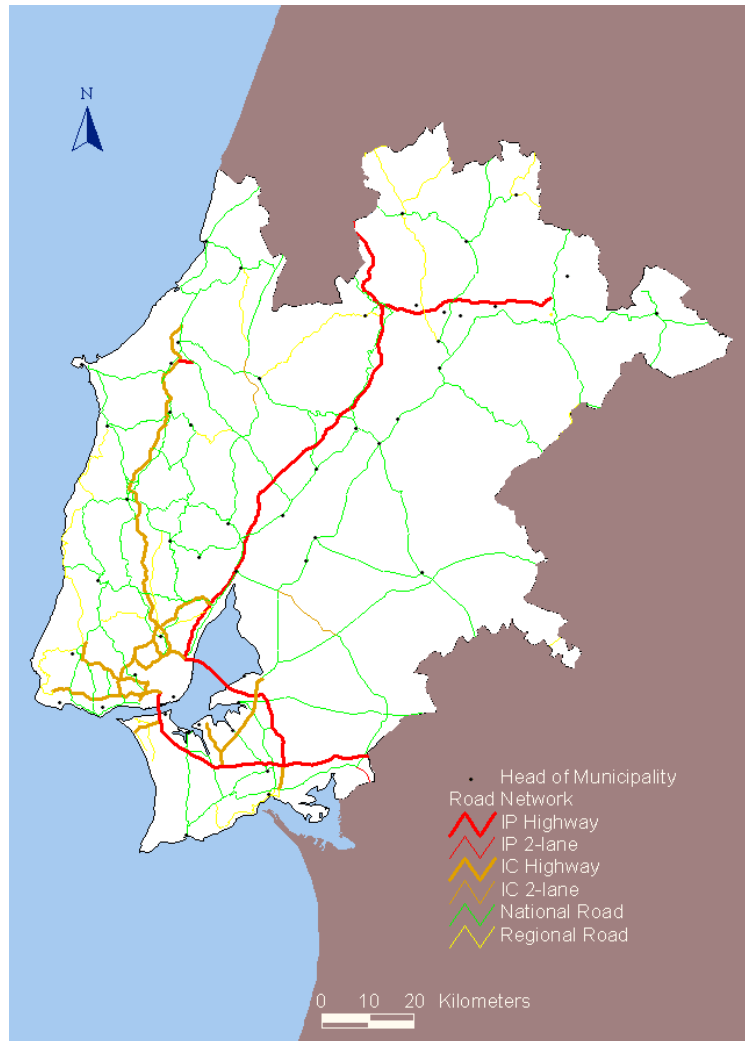 N
Head of Municipality
Road Network
IP Highway
IP 2-lane
IC Highway
IC 2-lane
National Road
Regional Road
0 10 20 Kilometers